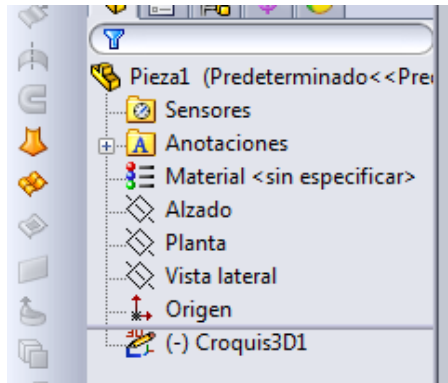 Pieza1 (Predeterminado<<Pre
Sensores
A Anotaciones
Material <sin especificar>
Alzado
Planta
Vista lateral
Origen
(-) Croquis3D1